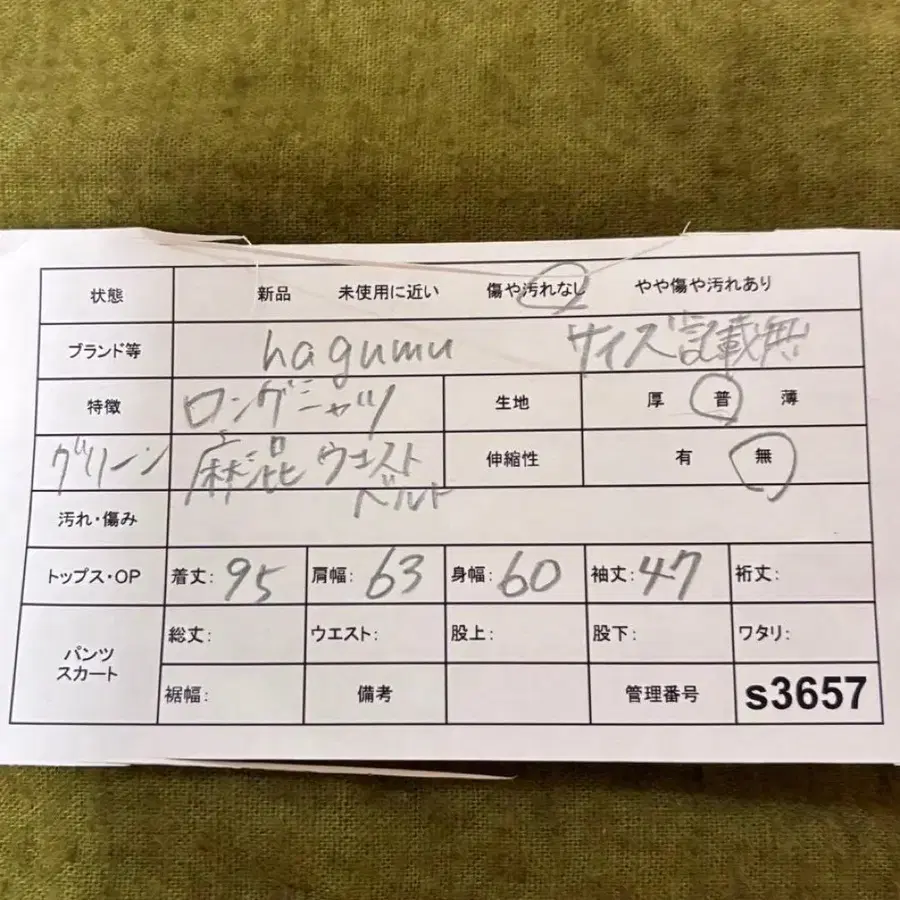 状態 新品 未使用に近い 傷や汚れなし やや傷や汚れあり
ブランド等 hagumu サイズ記載無
特徴 ロングシャツ 生地 厚 普 薄
グリーン 麻混 ウエスト 伸縮性 有 無
ベルト
汚れ・傷み
トップス・OP 着丈: 95 肩幅: 63 身幅: 60 袖丈: 47 裄丈:
パンツ 総丈: ウエスト: 股上: 股下: ワタリ:
スカート
裾幅: 備考 管理番号 s3657